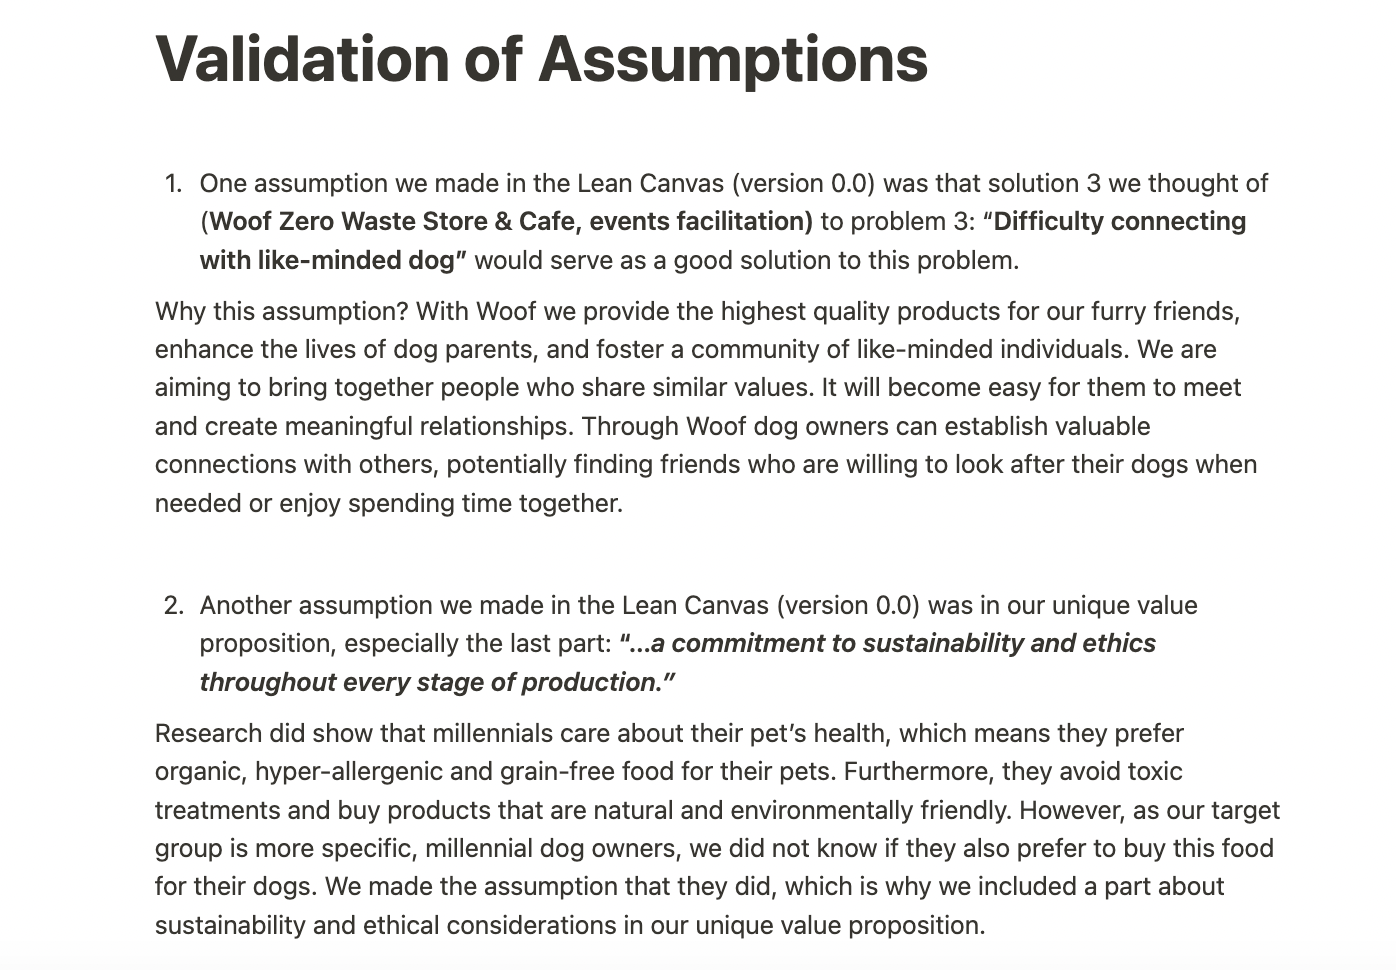 Validation of Assumptions
1. One assumption we made in the Lean Canvas (version 0.0) was that solution 3 we thought of
(Woof Zero Waste Store & Cafe, events facilitation) to problem 3: “Difficulty connecting
with like-minded dog” would serve as a good solution to this problem.
Why this assumption? With Woof we provide the highest quality products for our furry friends,
enhance the lives of dog parents, and foster a community of like-minded individuals. We are
aiming to bring together people who share similar values. It will become easy for them to meet
and create meaningful relationships. Through Woof dog owners can establish valuable
connections with others, potentially finding friends who are willing to look after their dogs when
needed or enjoy spending time together.
2. Another assumption we made in the Lean Canvas (version 0.0) was in our unique value
proposition, especially the last part: “...a commitment to sustainability and ethics
throughout every stage of production.”
Research did show that millennials care about their pet’s health, which means they prefer
organic, hyper-allergenic and grain-free food for their pets. Furthermore, they avoid toxic
treatments and buy products that are natural and environmentally friendly. However, as our target
group is more specific, millennial dog owners, we did not know if they also prefer to buy this food
for their dogs. We made the assumption that they did, which is why we included a part about
sustainability and ethical considerations in our unique value proposition.